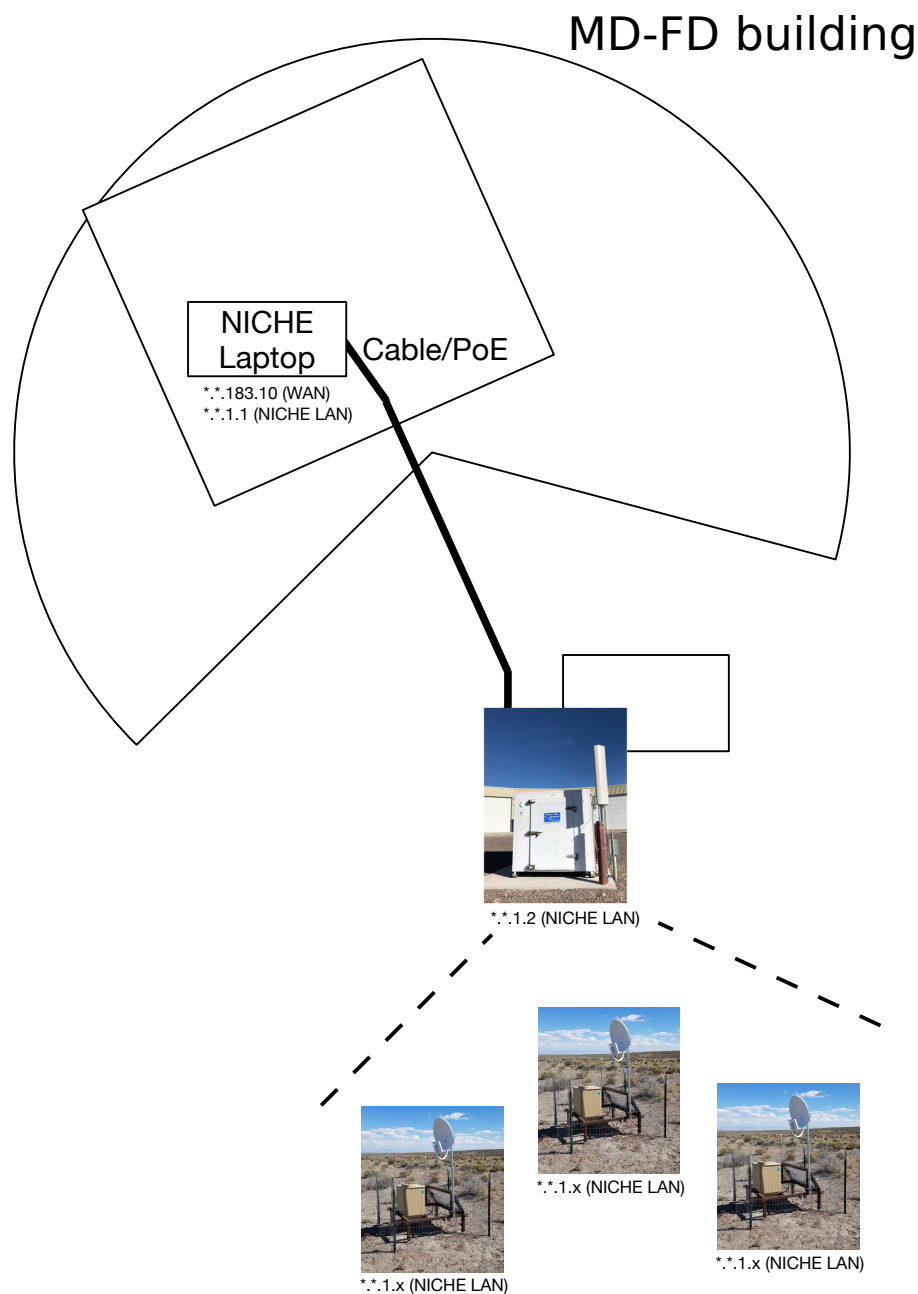 MD-FD building
NICHE
Laptop
Cable/PoE
*.*.183.10 (WAN)
*.*.1.1 (NICHE LAN)
*.*.1.2 (NICHE LAN)
*.*.1.x (NICHE LAN)
*.*.1.x (NICHE LAN)
*.*.1.x (NICHE LAN)